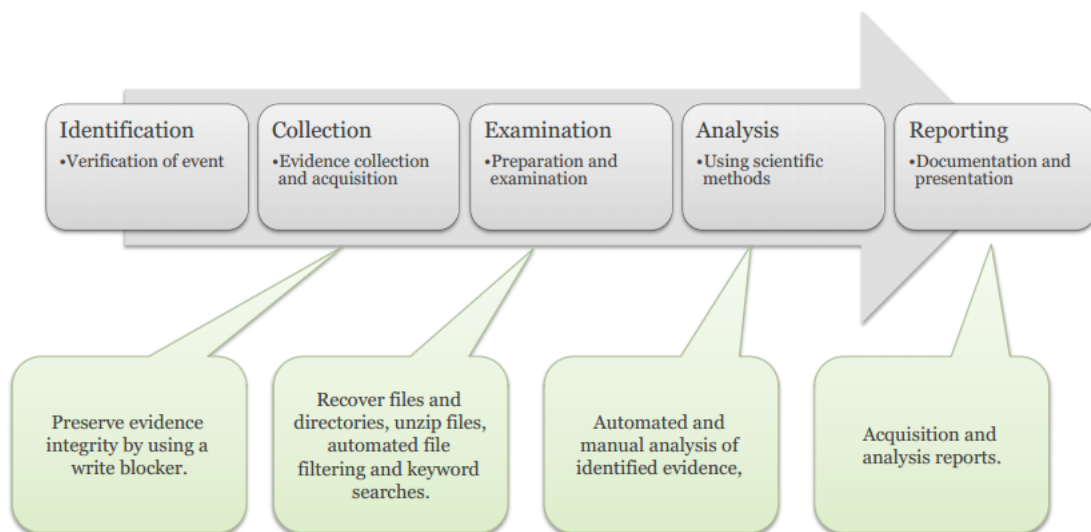 Identification
•Verification of event
Collection
•Evidence collection
and acquisition
Examination
•Preparation and
examination
Analysis
•Using scientific
methods
Reporting
•Documentation and
presentation
Preserve evidence
integrity by using a
write blocker.
Recover files and
directories, unzip files,
automated file
filtering and keyword
searches.
Automated and
manual analysis of
identified evidence,
Acquisition and
analysis reports.